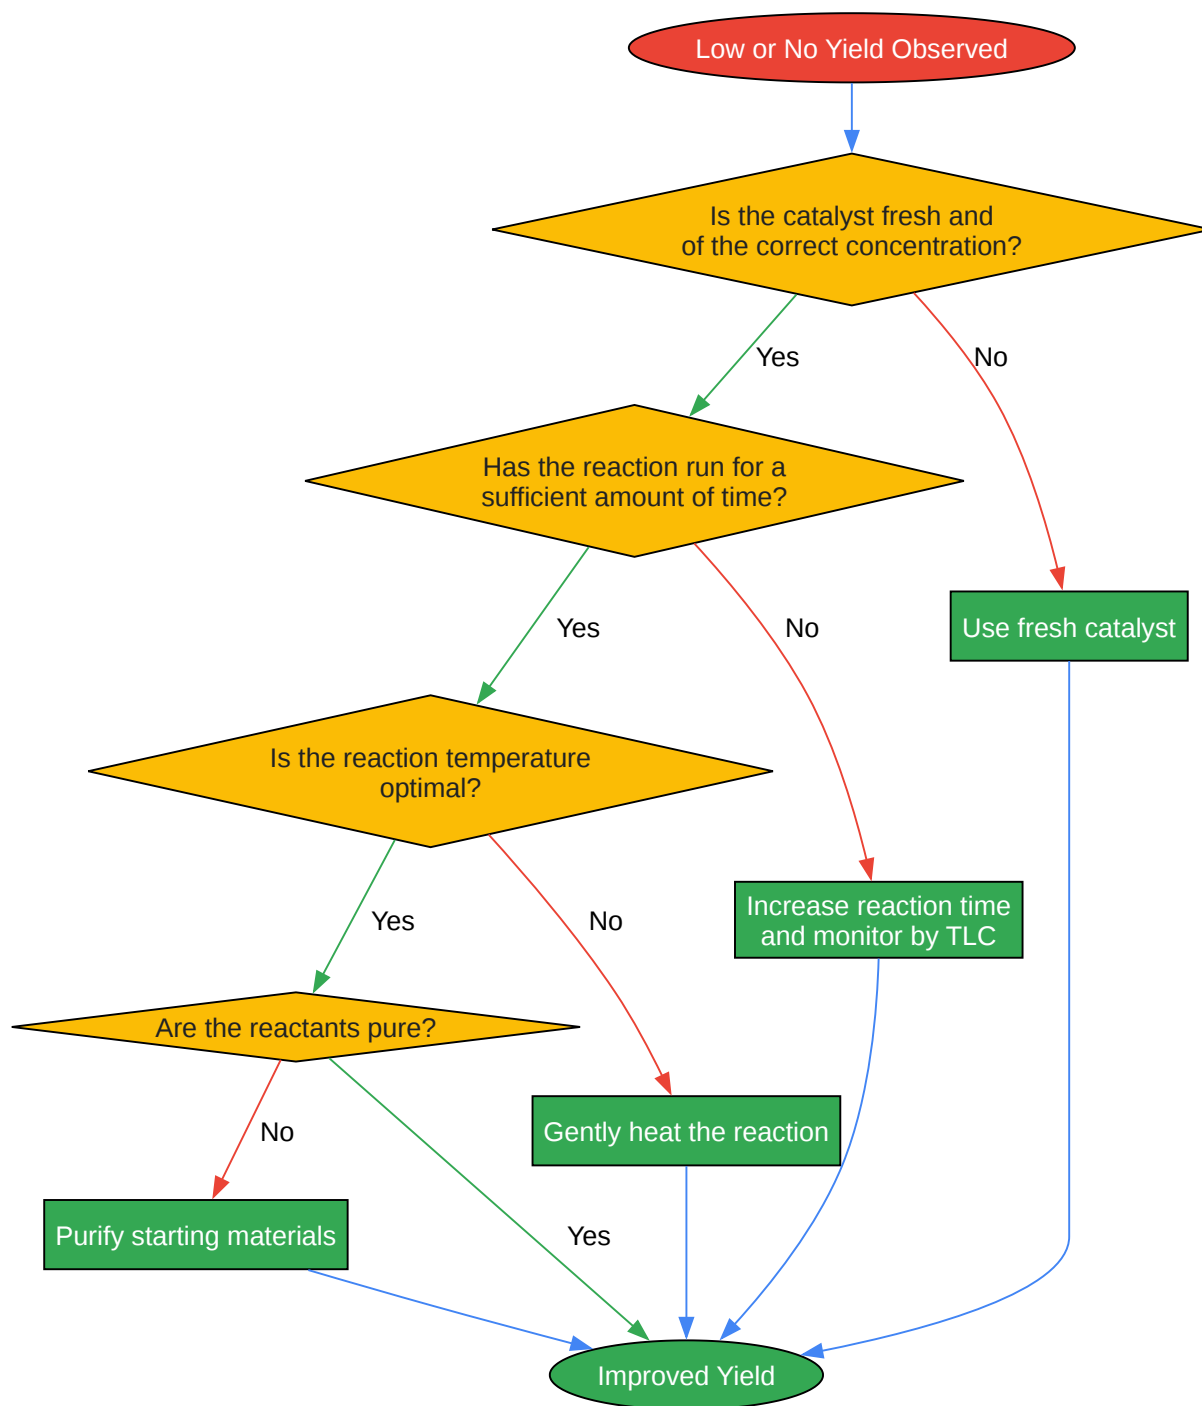 Low or No Yield Observed
Is the catalyst fresh and
of the correct concentration?
Yes
No
Has the reaction run for a
sufficient amount of time?
Yes
No
Use fresh catalyst
Is the reaction temperature
optimal?
Yes
No
Increase reaction time
and monitor by TLC
Are the reactants pure?
No
Gently heat the reaction
Purify starting materials
Yes
Improved Yield